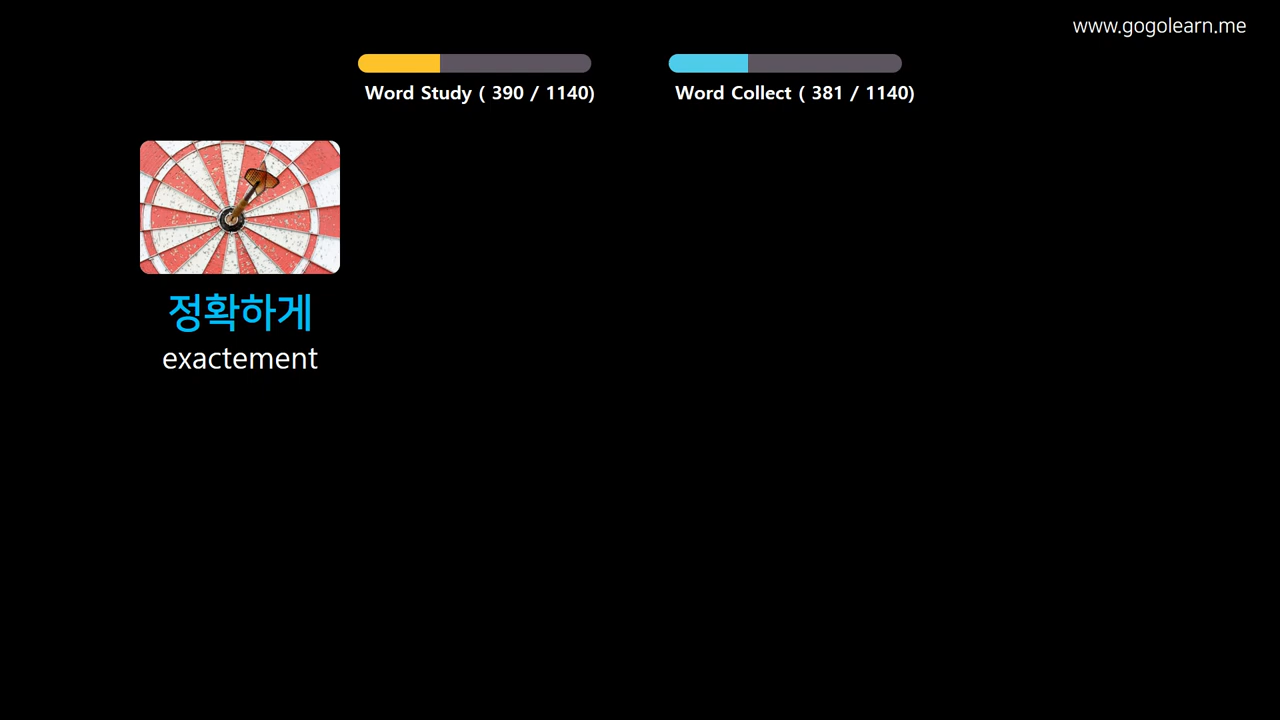 www.gogolearn.me
Word Study ( 390 / 1140)
Word Collect ( 381 / 1140)
정확하게
exactement